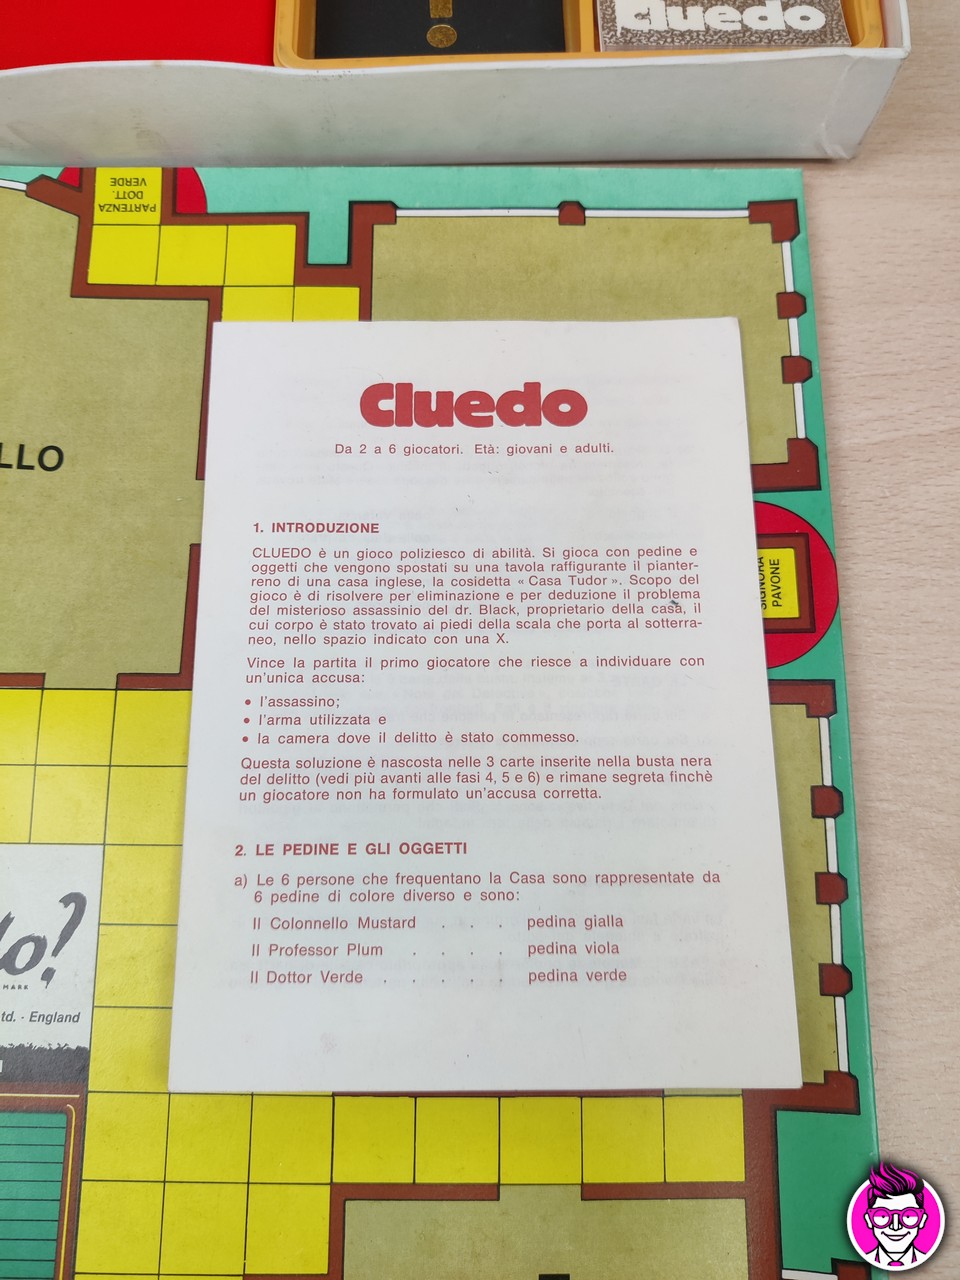 Cluedo
PARTENZA
DOTT.
VERDE
LLO
Cluedo
Da 2 a 6 giocatori. Età: giovani e adulti.
1. INTRODUZIONE
CLUEDO è un gioco poliziesco di abilità. Si gioca con pedine e
oggetti che vengono spostati su una tavola raffigurante il pianter-
reno di una casa inglese, la cosidetta « Casa Tudor ». Scopo del
gioco è di risolvere per eliminazione e per deduzione il problema
del misterioso assassinio del dr. Black, proprietario della casa, il
cui corpo è stato trovato ai piedi della scala che porta al sotterra-
neo, nello spazio indicato con una X.
Vince la partita il primo giocatore che riesce a individuare con
un'unica accusa:
• l'assassino;
• l'arma utilizzata e
• la camera dove il delitto è stato commesso.
Questa soluzione è nascosta nelle 3 carte inserite nella busta nera
del delitto (vedi più avanti alle fasi 4, 5 e 6) e rimane segreta finchè
un giocatore non ha formulato un'accusa corretta.
2. LE PEDINE E GLI OGGETTI
a) Le 6 persone che frequentano la Casa sono rappresentate da
6 pedine di colore diverso e sono:
Il Colonnello Mustard . . . pedina gialla
Il Professor Plum . . . . pedina viola
Il Dottor Verde . . . . pedina verde
SIGNORA
PAVONE
do?
MARK
td. - England